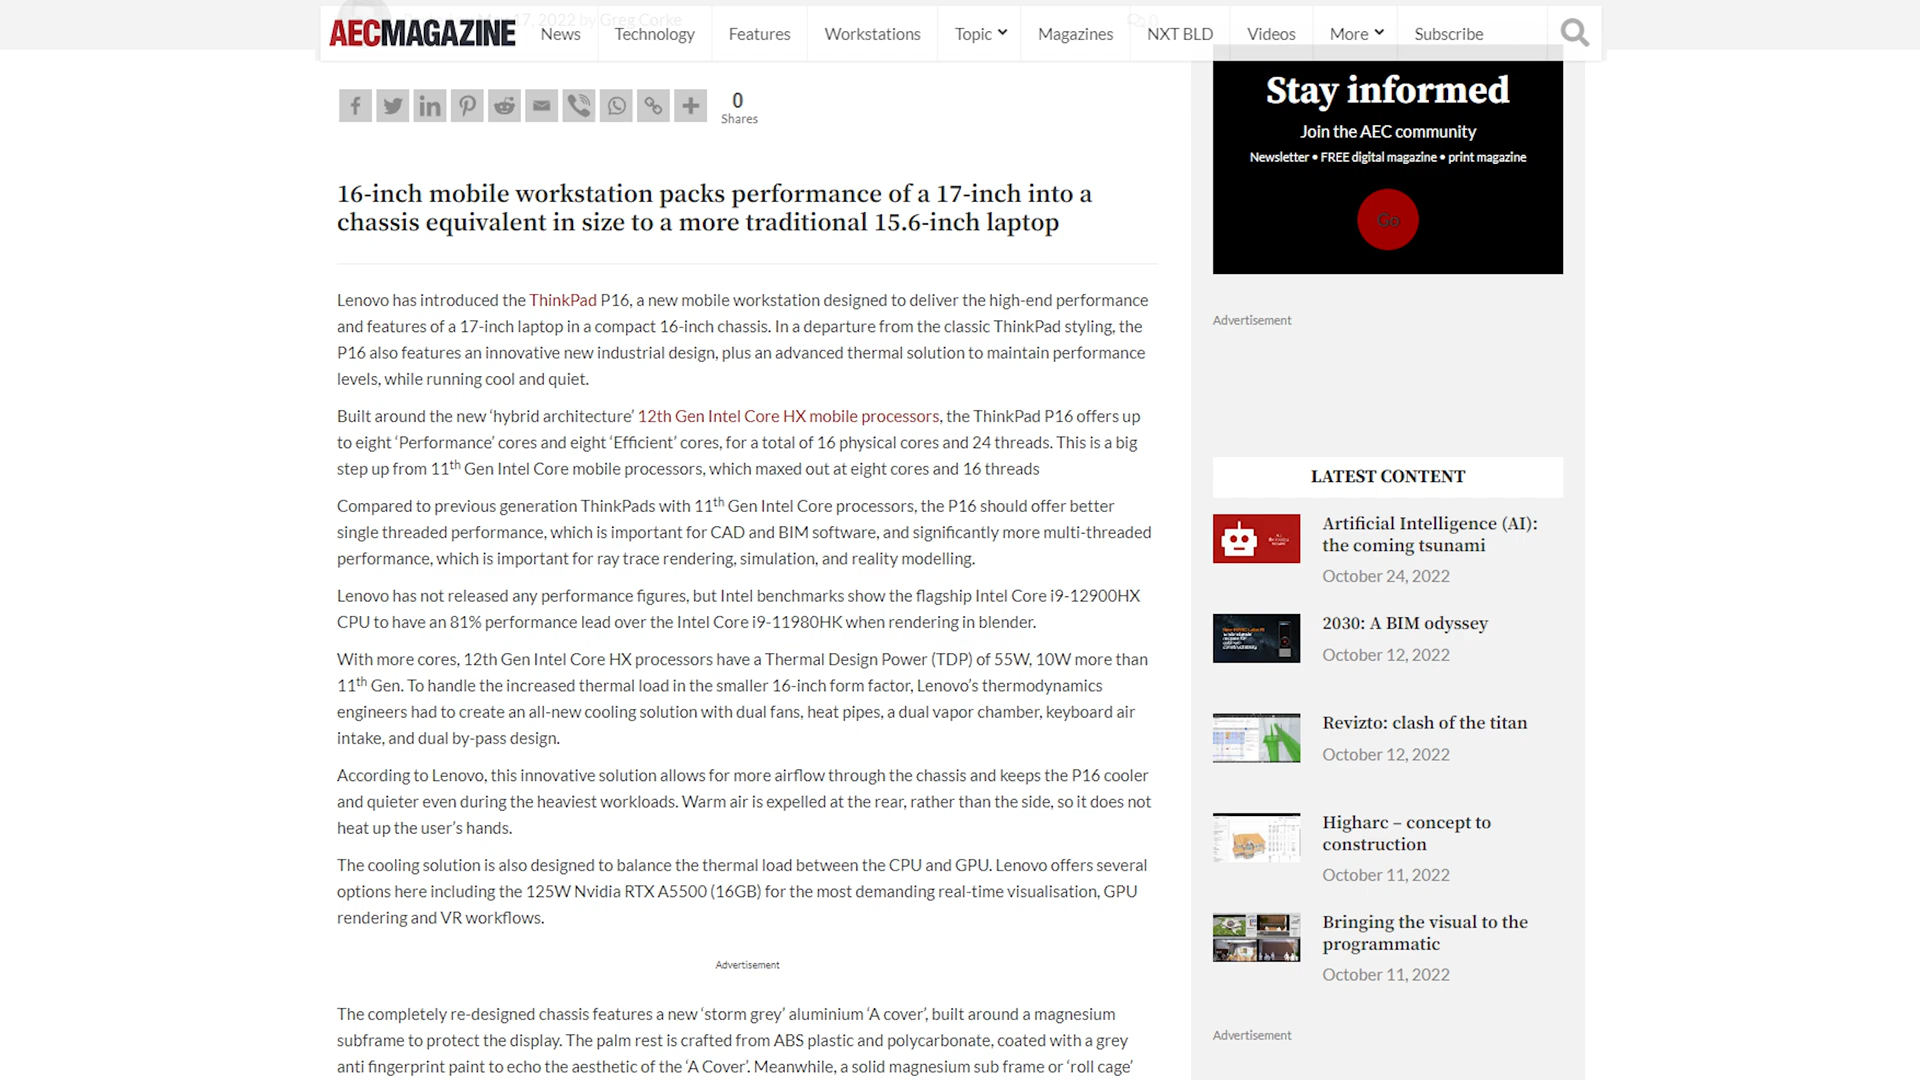 May 17, 2022 by Greg Corke
0
AECMAGAZINE
News
Technology
Features
Workstations
Topic
Magazines
NXT BLD
Videos
More
Subscribe
0
Shares
16-inch mobile workstation packs performance of a 17-inch into a
chassis equivalent in size to a more traditional 15.6-inch laptop
Lenovo has introduced the ThinkPad P16, a new mobile workstation designed to deliver the high-end performance
and features of a 17-inch laptop in a compact 16-inch chassis. In a departure from the classic ThinkPad styling, the
P16 also features an innovative new industrial design, plus an advanced thermal solution to maintain performance
levels, while running cool and quiet.
Built around the new ‘hybrid architecture’ 12th Gen Intel Core HX mobile processors, the ThinkPad P16 offers up
to eight ‘Performance’ cores and eight ‘Efficient’ cores, for a total of 16 physical cores and 24 threads. This is a big
step up from 11th Gen Intel Core mobile processors, which maxed out at eight cores and 16 threads
Compared to previous generation ThinkPads with 11th Gen Intel Core processors, the P16 should offer better
single threaded performance, which is important for CAD and BIM software, and significantly more multi-threaded
performance, which is important for ray trace rendering, simulation, and reality modelling.
Lenovo has not released any performance figures, but Intel benchmarks show the flagship Intel Core i9-12900HX
CPU to have an 81% performance lead over the Intel Core i9-11980HK when rendering in blender.
With more cores, 12th Gen Intel Core HX processors have a Thermal Design Power (TDP) of 55W, 10W more than
11th Gen. To handle the increased thermal load in the smaller 16-inch form factor, Lenovo’s thermodynamics
engineers had to create an all-new cooling solution with dual fans, heat pipes, a dual vapor chamber, keyboard air
intake, and dual by-pass design.
According to Lenovo, this innovative solution allows for more airflow through the chassis and keeps the P16 cooler
and quieter even during the heaviest workloads. Warm air is expelled at the rear, rather than the side, so it does not
heat up the user’s hands.
The cooling solution is also designed to balance the thermal load between the CPU and GPU. Lenovo offers several
options here including the 125W Nvidia RTX A5500 (16GB) for the most demanding real-time visualisation, GPU
rendering and VR workflows.
Advertisement
The completely re-designed chassis features a new ‘storm grey’ aluminium ‘A cover’, built around a magnesium
subframe to protect the display. The palm rest is crafted from ABS plastic and polycarbonate, coated with a grey
anti fingerprint paint to echo the aesthetic of the ‘A Cover’. Meanwhile, a solid magnesium sub frame or ‘roll cage’
Stay informed
Join the AEC community
Newsletter • FREE digital magazine • print magazine
Go
Advertisement
LATEST CONTENT
Artificial Intelligence (AI):
the coming tsunami
October 24, 2022
2030: A BIM odyssey
October 12, 2022
Revizto: clash of the titan
October 12, 2022
Higharc – concept to
construction
October 11, 2022
Bringing the visual to the
programmatic
October 11, 2022
Advertisement